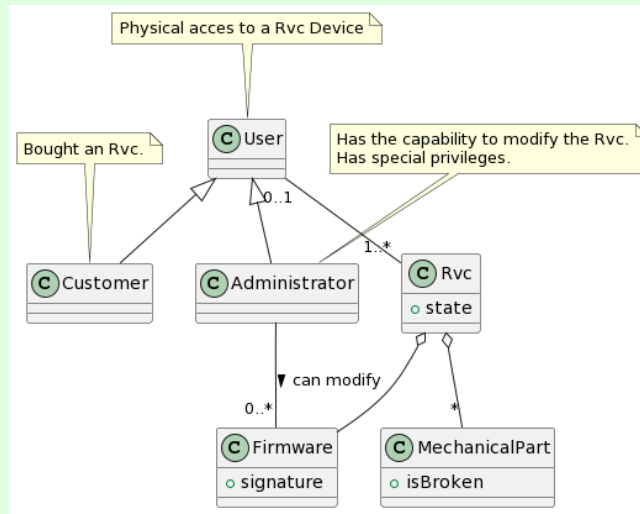 Physical acces to a Rvc Device
C User
Bought an Rvc.
Has the capability to modify the Rvc.
Has special privileges.
0..1
1..*
C Customer
C Administrator
C Rvc
state
can modify
0..*
*
C Firmware
signature
C MechanicalPart
isBroken